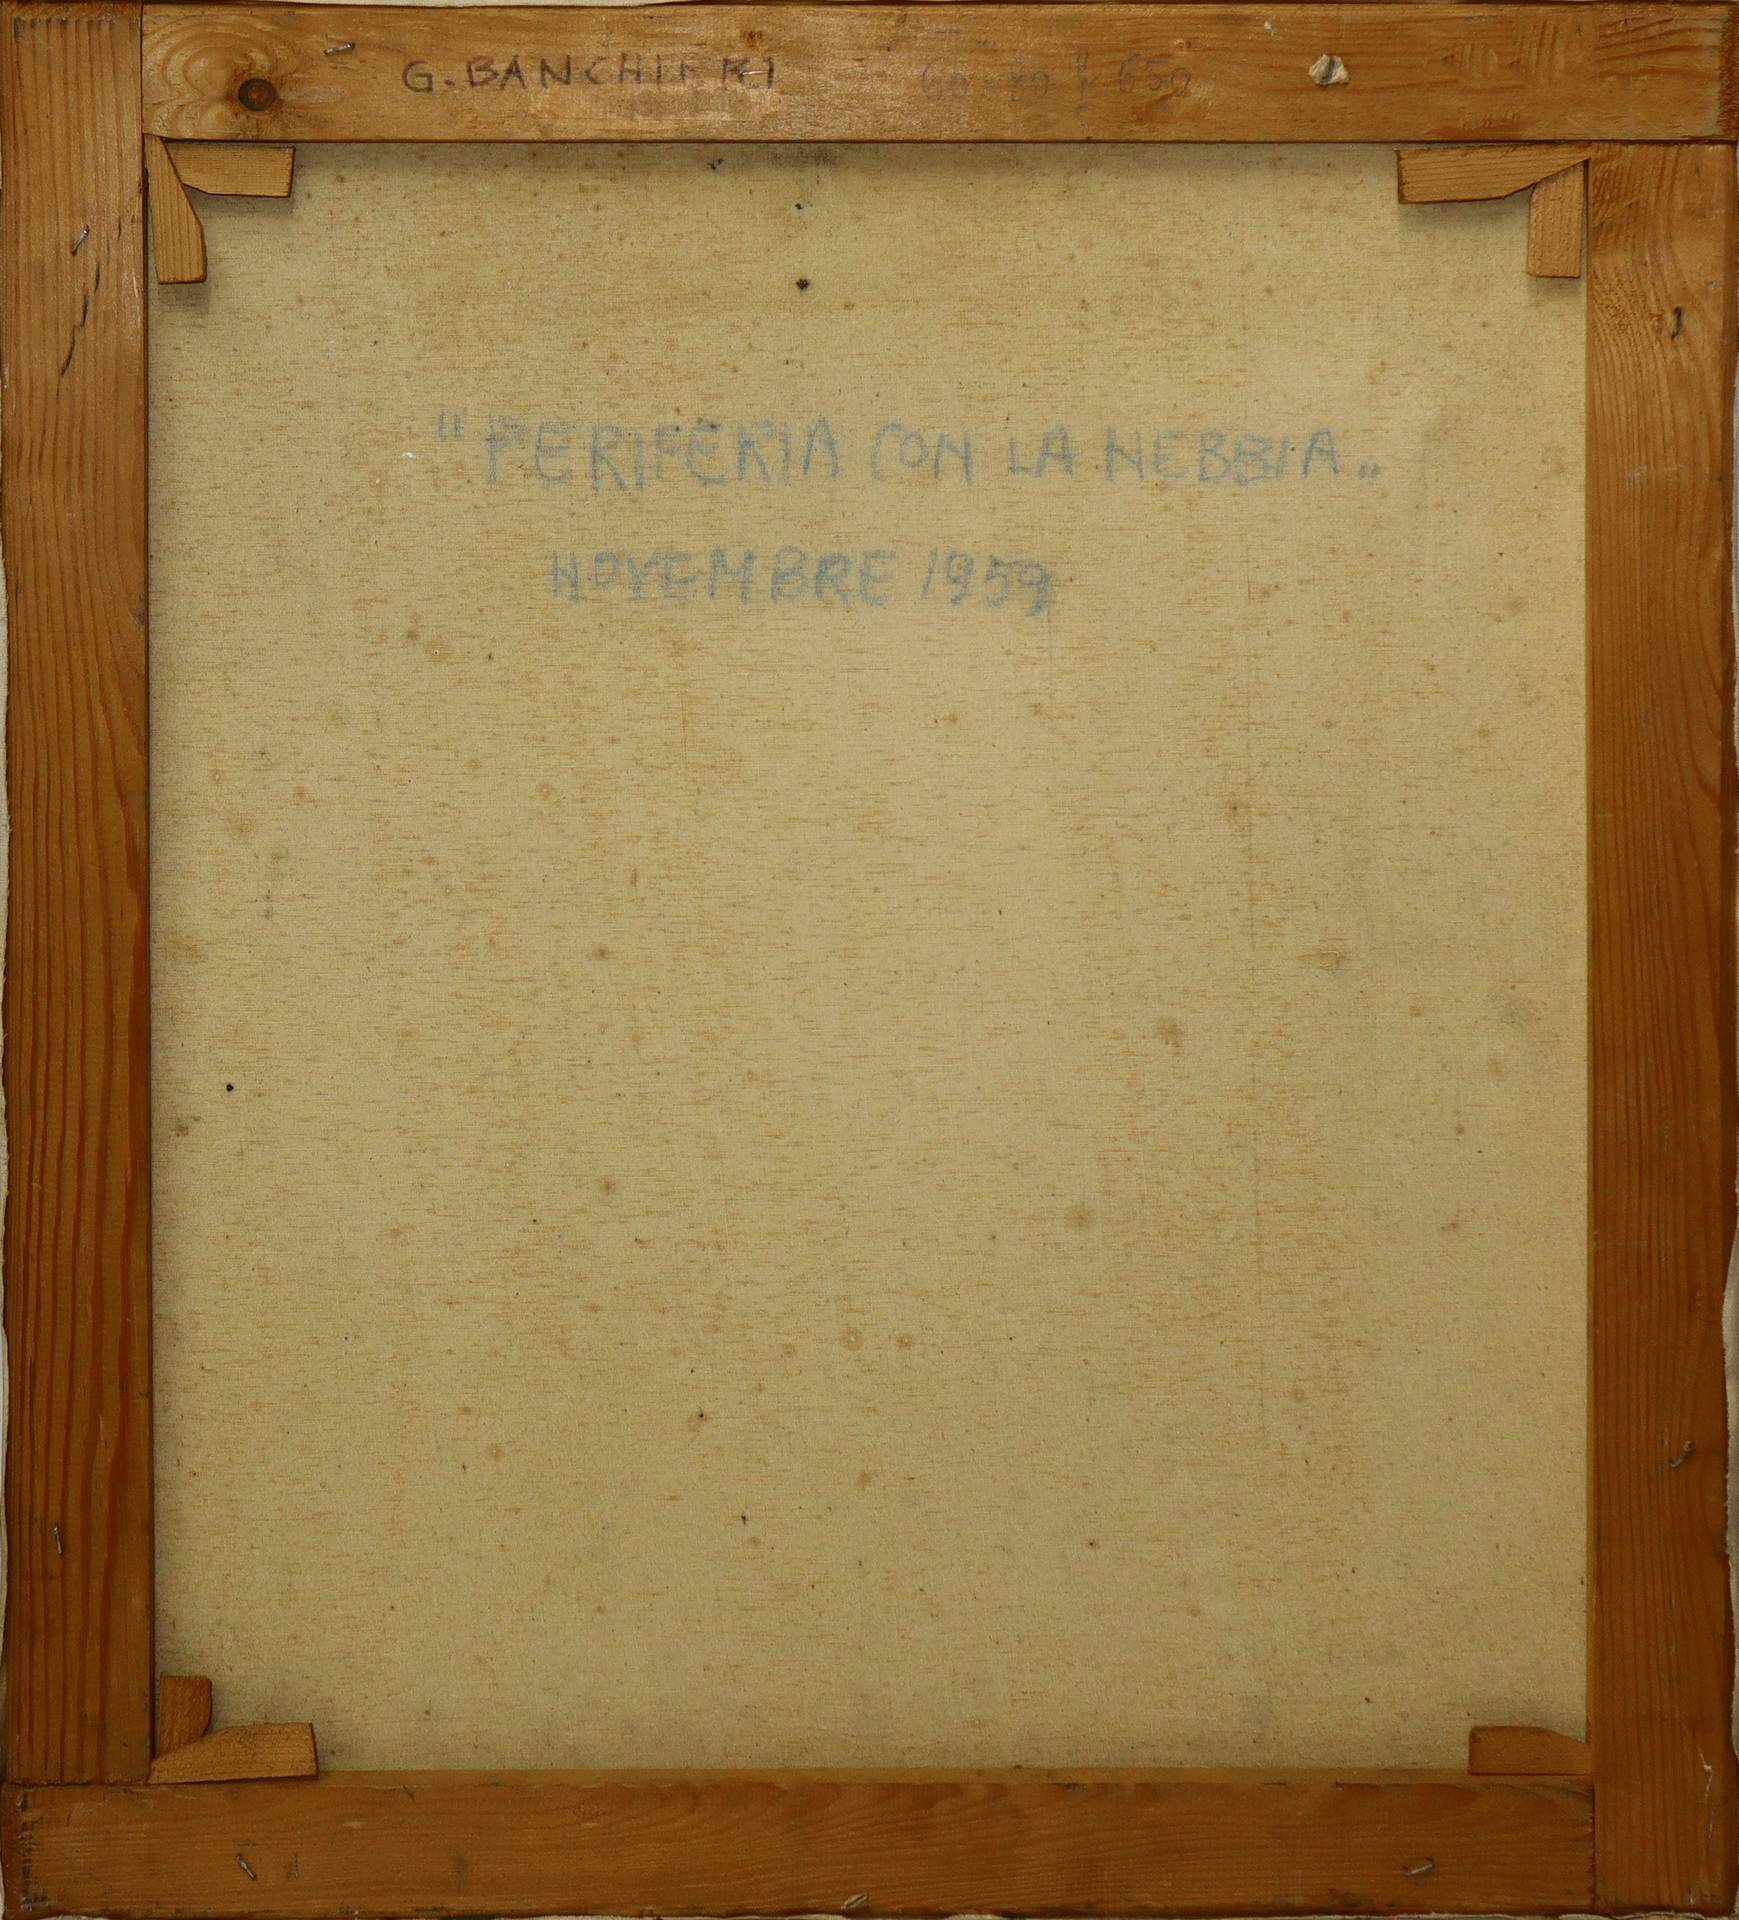 G. BANCHIERI
"PERIFERIA CON LA NEBBIA„
NOVEMBRE 1959